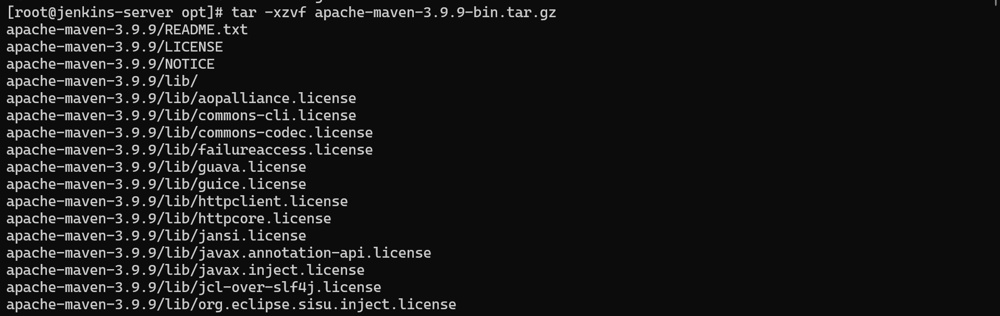 [root@jenkins-server opt]# tar -xzvf apache-maven-3.9.9-bin.tar.gz
apache-maven-3.9.9/README.txt
apache-maven-3.9.9/LICENSE
apache-maven-3.9.9/NOTICE
apache-maven-3.9.9/lib/
apache-maven-3.9.9/lib/aopalliance.license
apache-maven-3.9.9/lib/commons-cli.license
apache-maven-3.9.9/lib/commons-codec.license
apache-maven-3.9.9/lib/failureaccess.license
apache-maven-3.9.9/lib/guava.license
apache-maven-3.9.9/lib/guice.license
apache-maven-3.9.9/lib/httpclient.license
apache-maven-3.9.9/lib/httpcore.license
apache-maven-3.9.9/lib/jansi.license
apache-maven-3.9.9/lib/javax.annotation-api.license
apache-maven-3.9.9/lib/javax.inject.license
apache-maven-3.9.9/lib/jcl-over-slf4j.license
apache-maven-3.9.9/lib/org.eclipse.sisu.inject.license